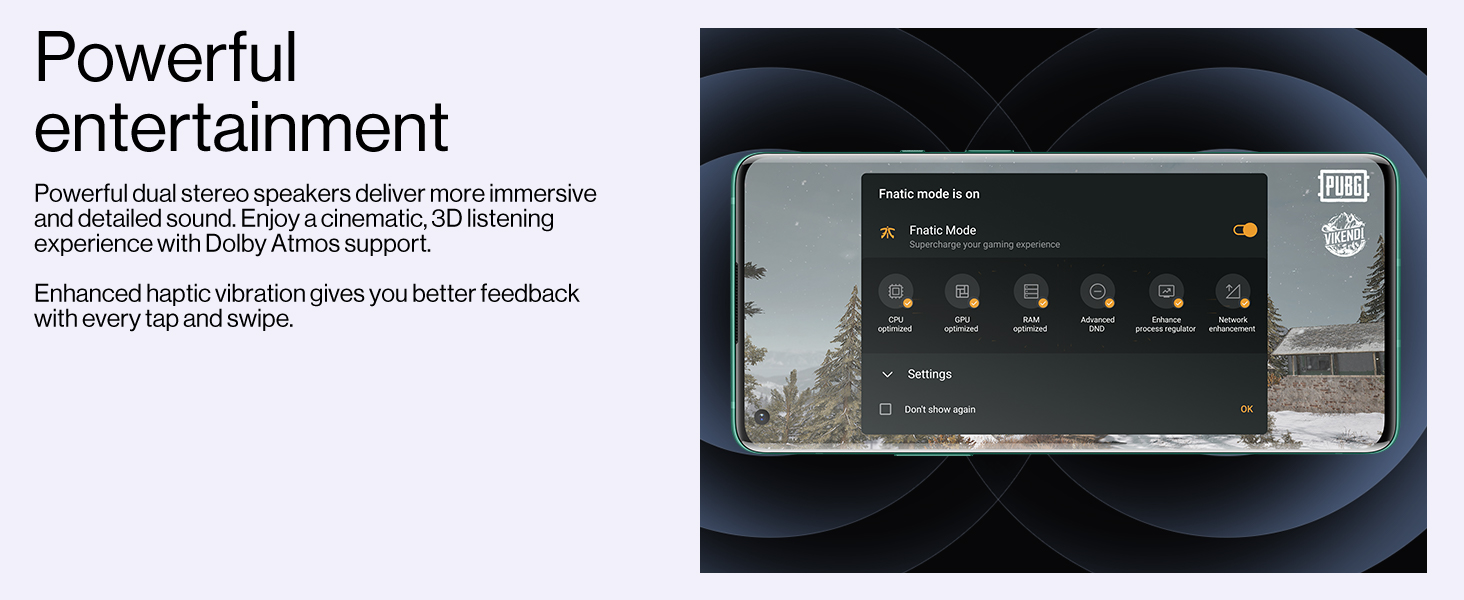 Powerful
entertainment
Powerful dual stereo speakers deliver more immersive
and detailed sound. Enjoy a cinematic, 3D listening
experience with Dolby Atmos support.
Enhanced haptic vibration gives you better feedback
with every tap and swipe.
Fnatic mode is on
Fnatic Mode
Supercharge your gaming experience
CPU
optimized
GPU
optimized
RAM
optimized
Advanced
DND
Enhance
process regulator
Network
enhancement
Settings
Don't show again
OK
PUBG
VIKENDI